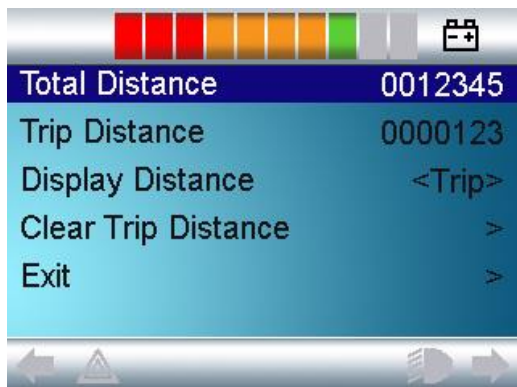 Total Distance 0012345
Trip Distance 0000123
Display Distance <Trip>
Clear Trip Distance >
Exit >